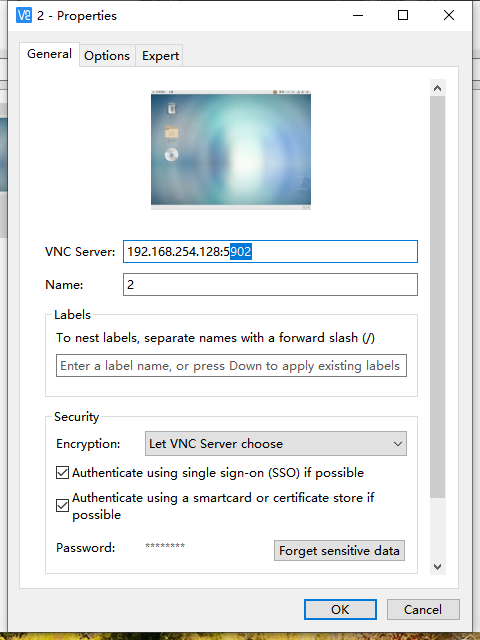 2 - Properties
General
Options
Expert
VNC Server:
192.168.254.128:5902
Name:
2
Labels
To nest labels, separate names with a forward slash (/)
Enter a label name, or press Down to apply existing labels
Security
Encryption:
Let VNC Server choose
Authenticate using single sign-on (SSO) if possible
Authenticate using a smartcard or certificate store if
possible
Password:
********
Forget sensitive data
OK
Cancel